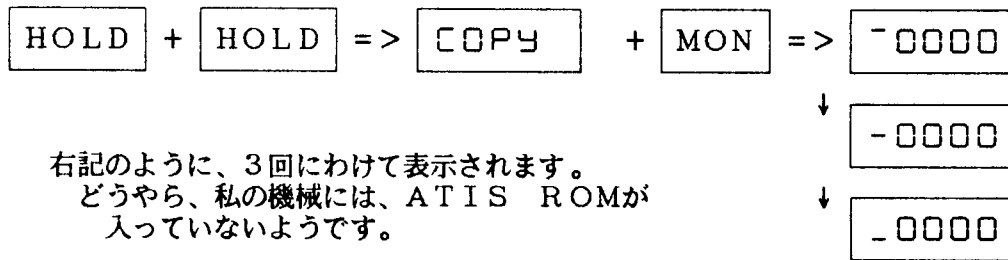 HOLD + HOLD => COPY + MON => ‾0000
↓
-0000
右記のように、3回にわけて表示されます。
どうやら、私の機械には、ATIS ROMが
↓
入っていないようです。
_0000